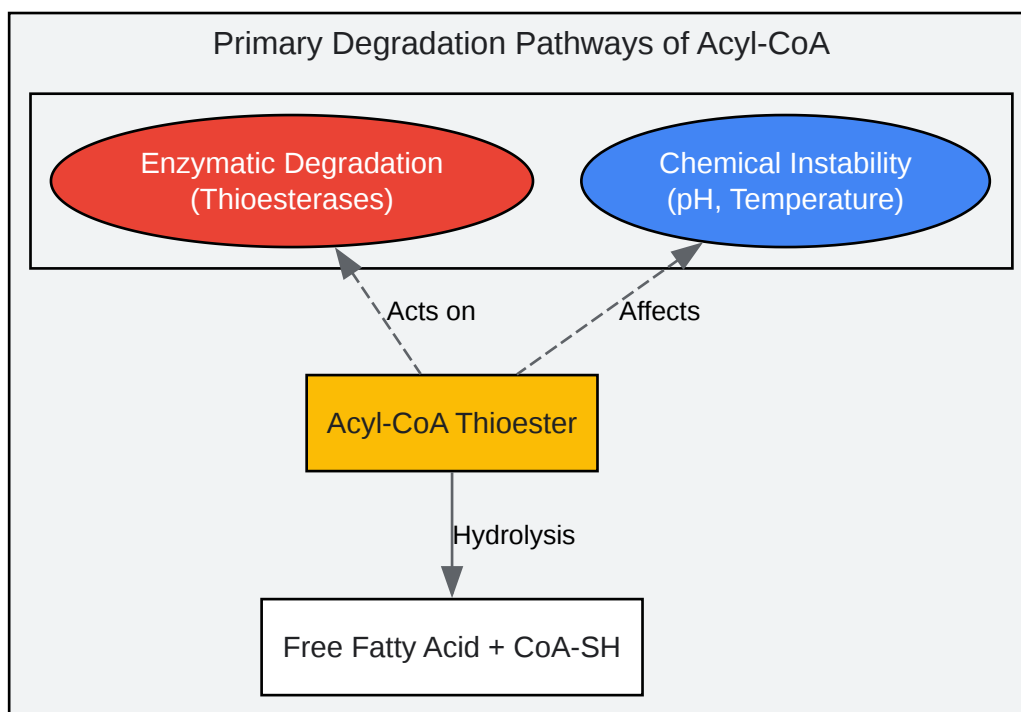 Primary Degradation Pathways of Acyl-CoA
Enzymatic Degradation
(Thioesterases)
Chemical Instability
(pH, Temperature)
Acts on
Affects
Acyl-CoA Thioester
Hydrolysis
Free Fatty Acid + CoA-SH